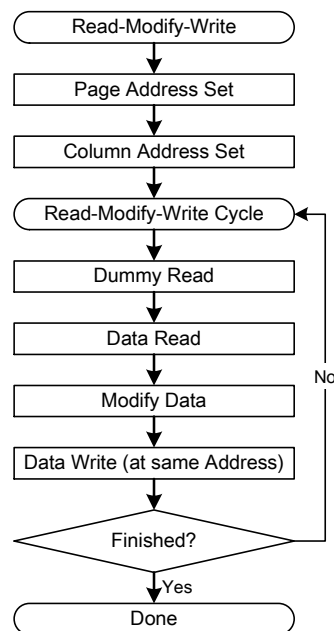 Read-Modify-Write
Page Address Set
Column Address Set
Read-Modify-Write Cycle
Dummy Read
Data Read
Modify Data
No
Data Write (at same Address)
Finished?
Yes
Done